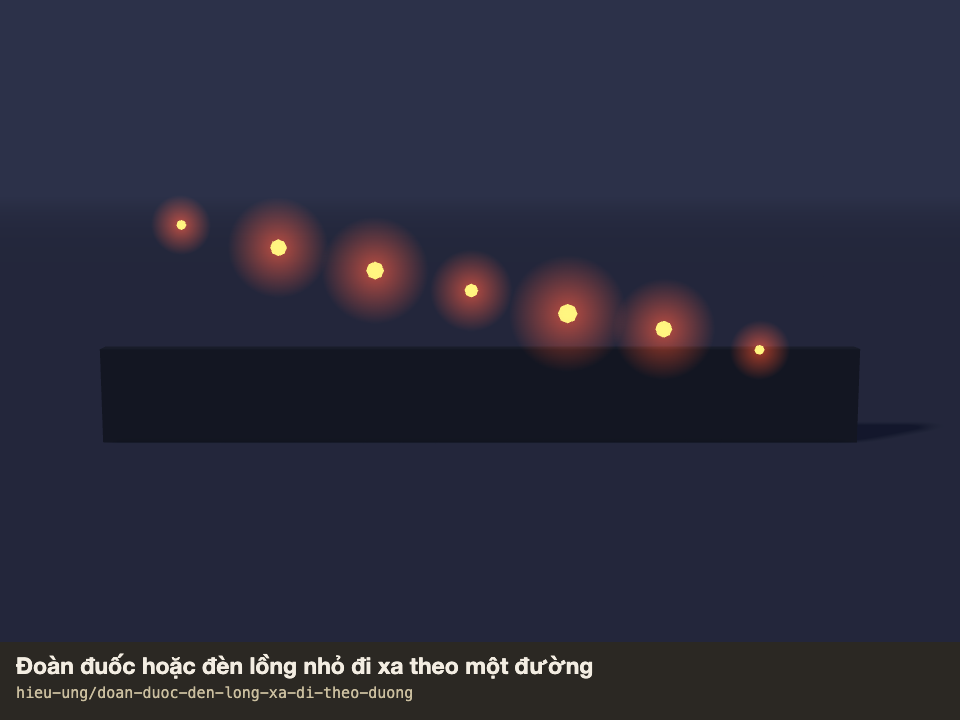 Đoàn đuốc hoặc đèn lồng nhỏ đi xa theo một đường
hieu-ung/doan-duoc-den-long-xa-di-theo-duong